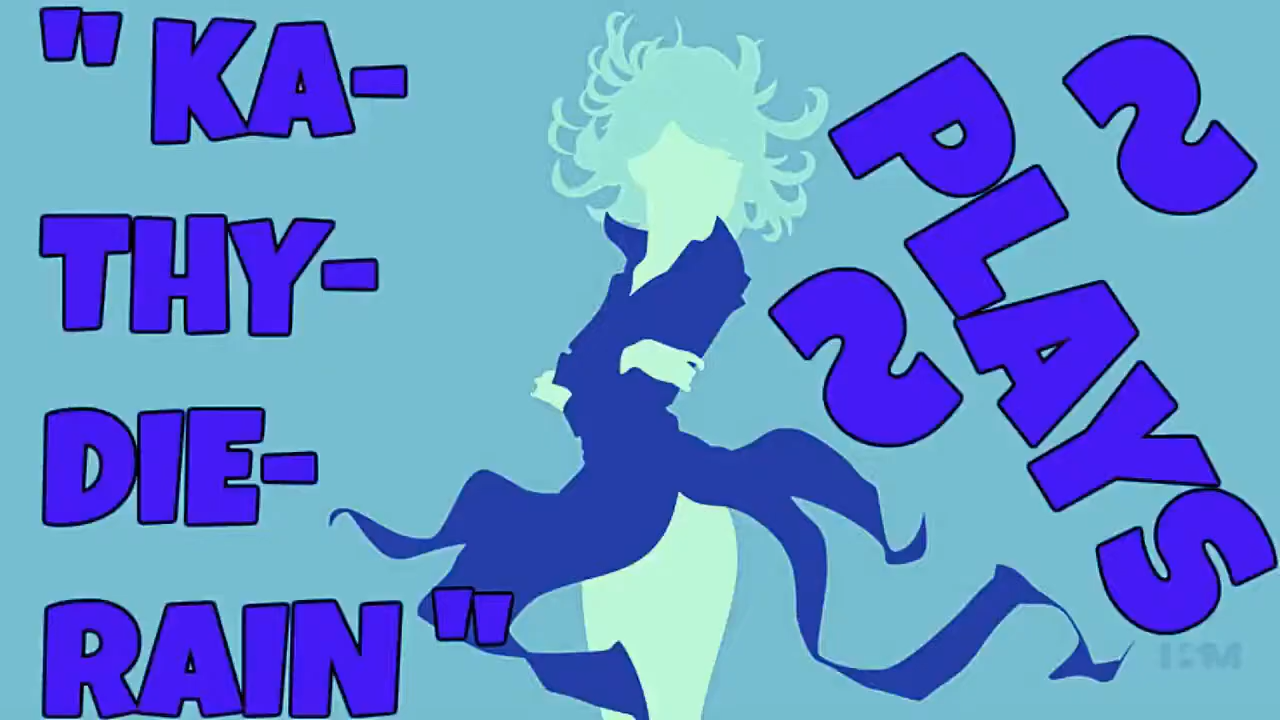 "KA-
THY-
DIE-
RAIN"
~
PLAYS
~